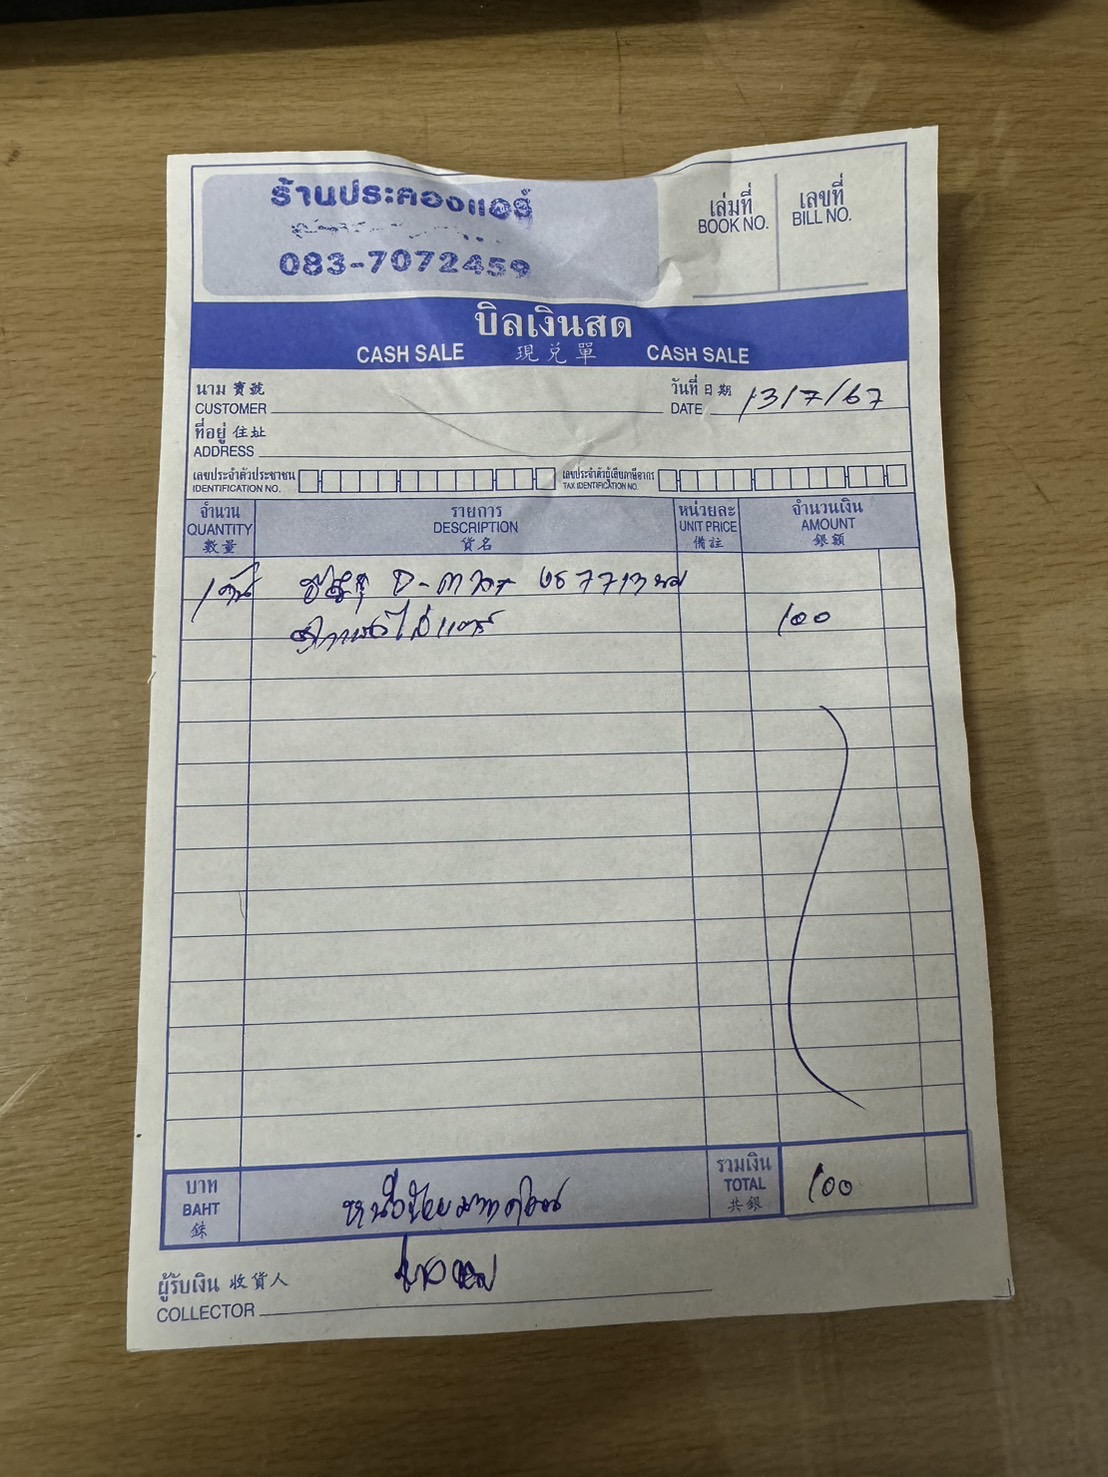 ร้านประคองแอร์
083-7072459
เล่มที่
BOOK NO.
เลขที่
BILL NO.
บิลเงินสด
CASH SALE 現兌單 CASH SALE
นาม 寶號
CUSTOMER
วันที่ 日期
DATE 13/7/67
ที่อยู่ 住址
ADDRESS
เลขประจำตัวประชาชน
IDENTIFICATION NO.
เลขประจำตัวผู้เสียภาษีอากร
TAX IDENTIFICATION NO.
จำนวน
QUANTITY
數量
รายการ
DESCRIPTION
貨名
หน่วยละ
UNIT PRICE
備註
จำนวนเงิน
AMOUNT
銀額
1 คัน อีซูซุ D-max 7713
100
บาท
BAHT
銖
หนึ่งร้อยบาทถ้วน
รวมเงิน
TOTAL
共銀
100
ผู้รับเงิน 收貨人
COLLECTOR